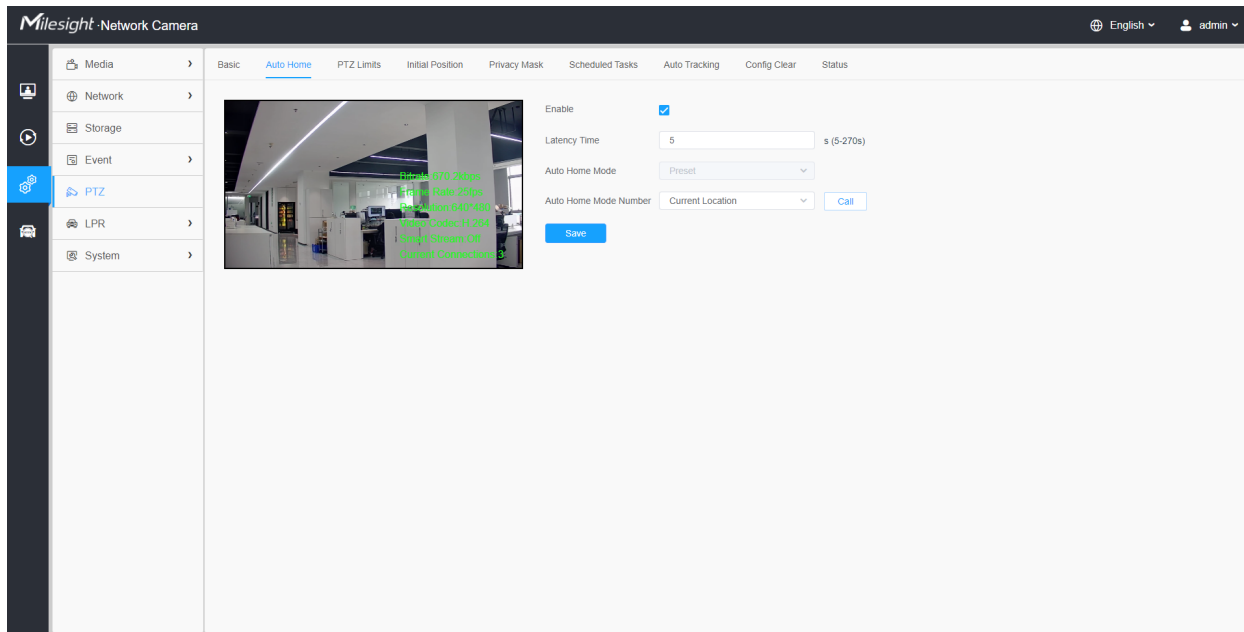 Milesight · Network Camera
English
admin
Media
Network
Storage
Event
PTZ
LPR
System
Basic
Auto Home
PTZ Limits
Initial Position
Privacy Mask
Scheduled Tasks
Auto Tracking
Config Clear
Status
Enable
Latency Time
5
s (5-270s)
Auto Home Mode
Preset
Auto Home Mode Number
Current Location
Call
Save